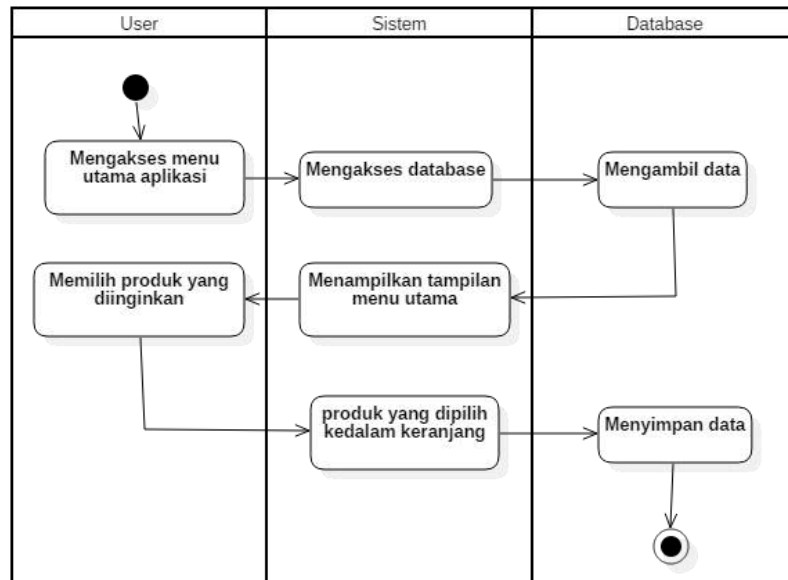 User
Sistem
Database
Mengakses menu
utama aplikasi
Mengakses database
Mengambil data
Memilih produk yang
diinginkan
Menampilkan tampilan
menu utama
produk yang dipilih
kedalam keranjang
Menyimpan data